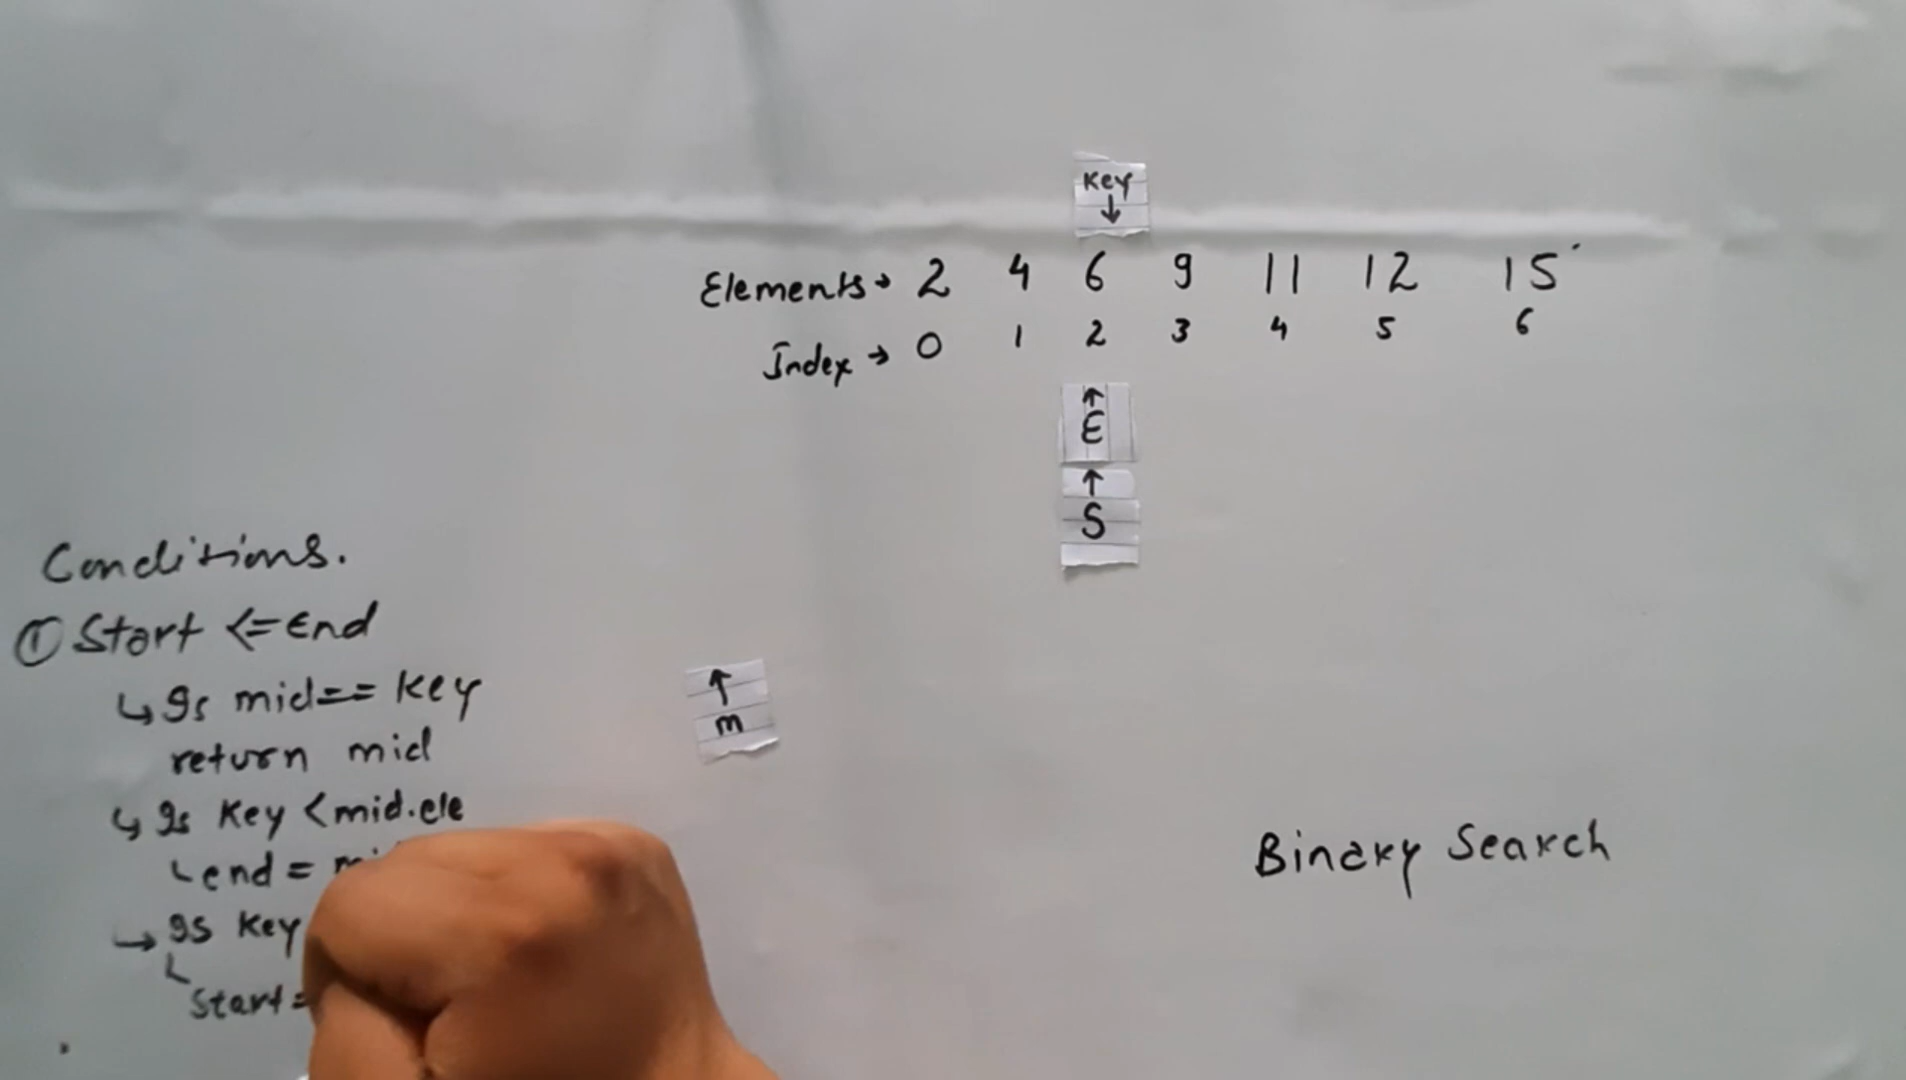 Key
↓
Elements → 2 4 6 9 11 12 15
Index → 0 1 2 3 4 5 6
↑
E
↑
S
Conditions.
① Start <= End
↳ Is mid == key
return mid
↳ Is Key < mid.ele
↳ end =
→ Is Key
Start =
↑
m
Binary Search